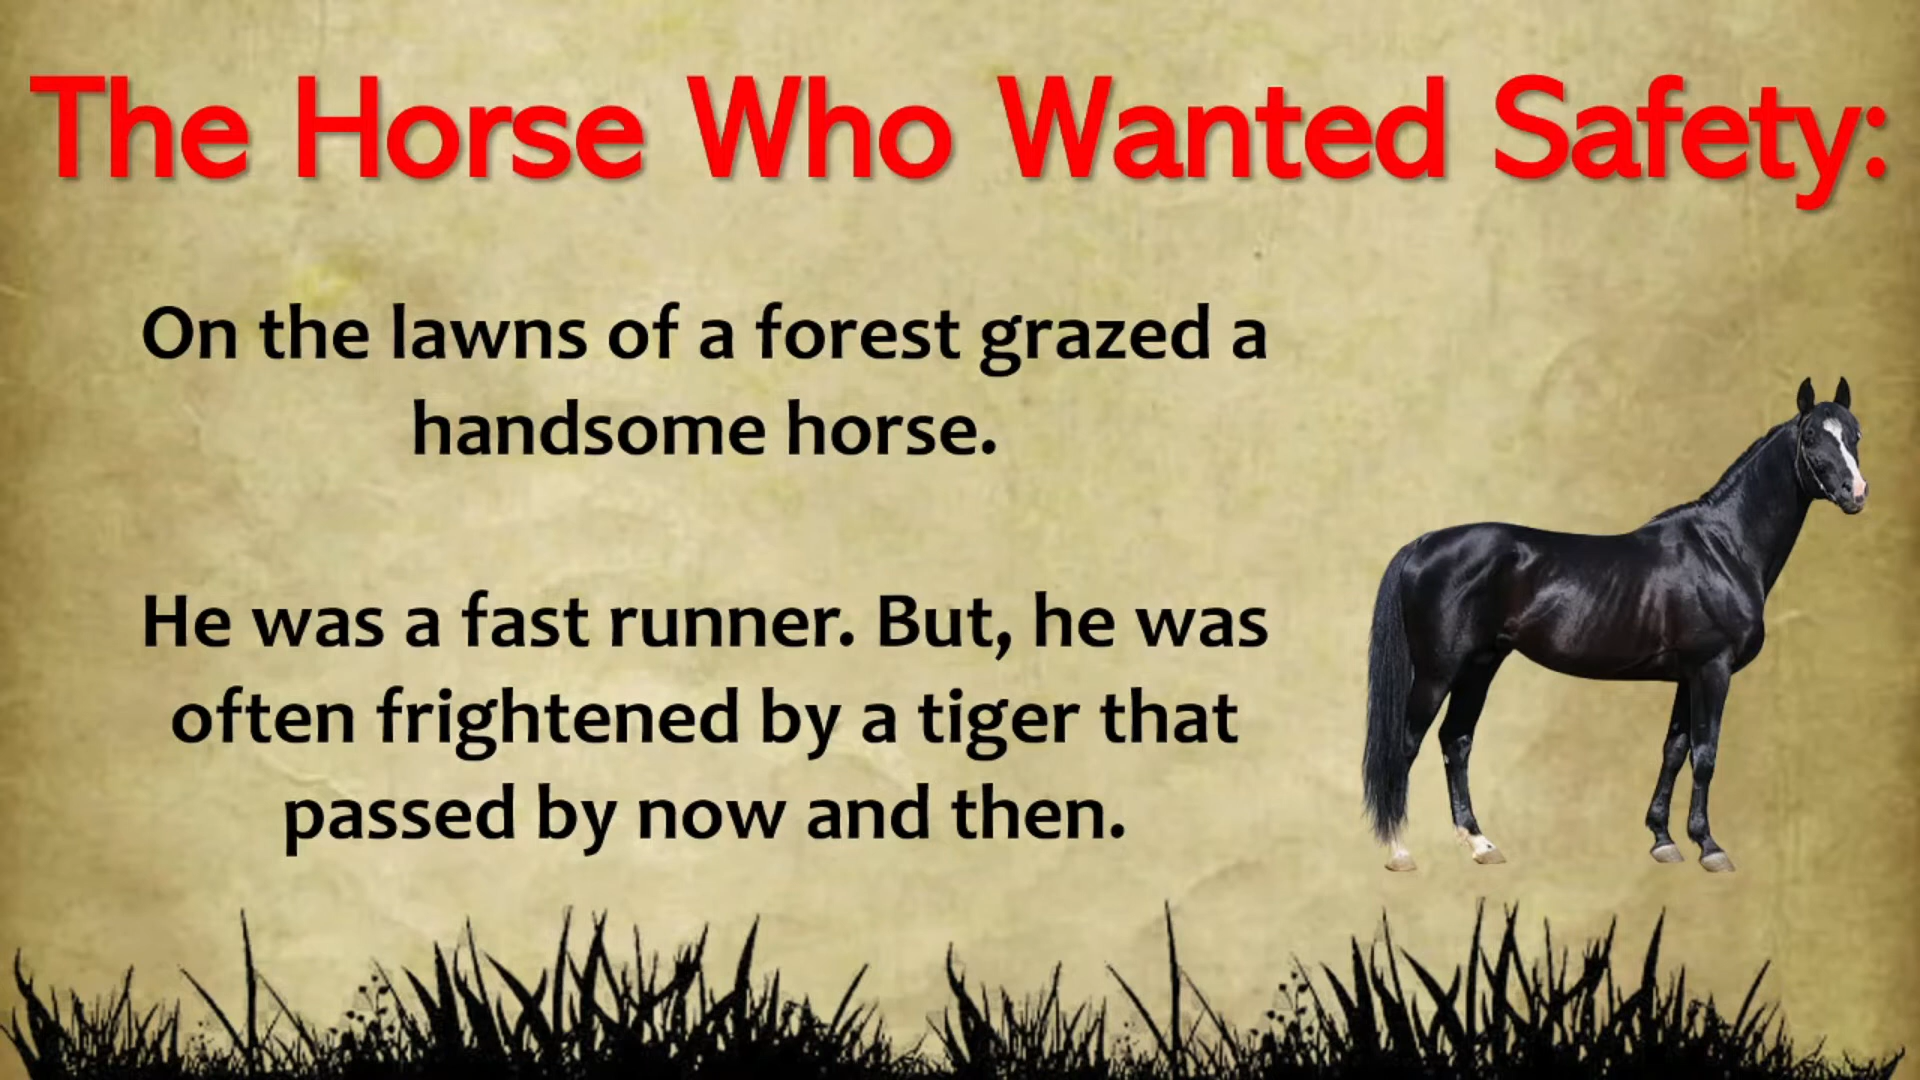 The Horse Who Wanted Safety:
On the lawns of a forest grazed a
handsome horse.
He was a fast runner. But, he was
often frightened by a tiger that
passed by now and then.